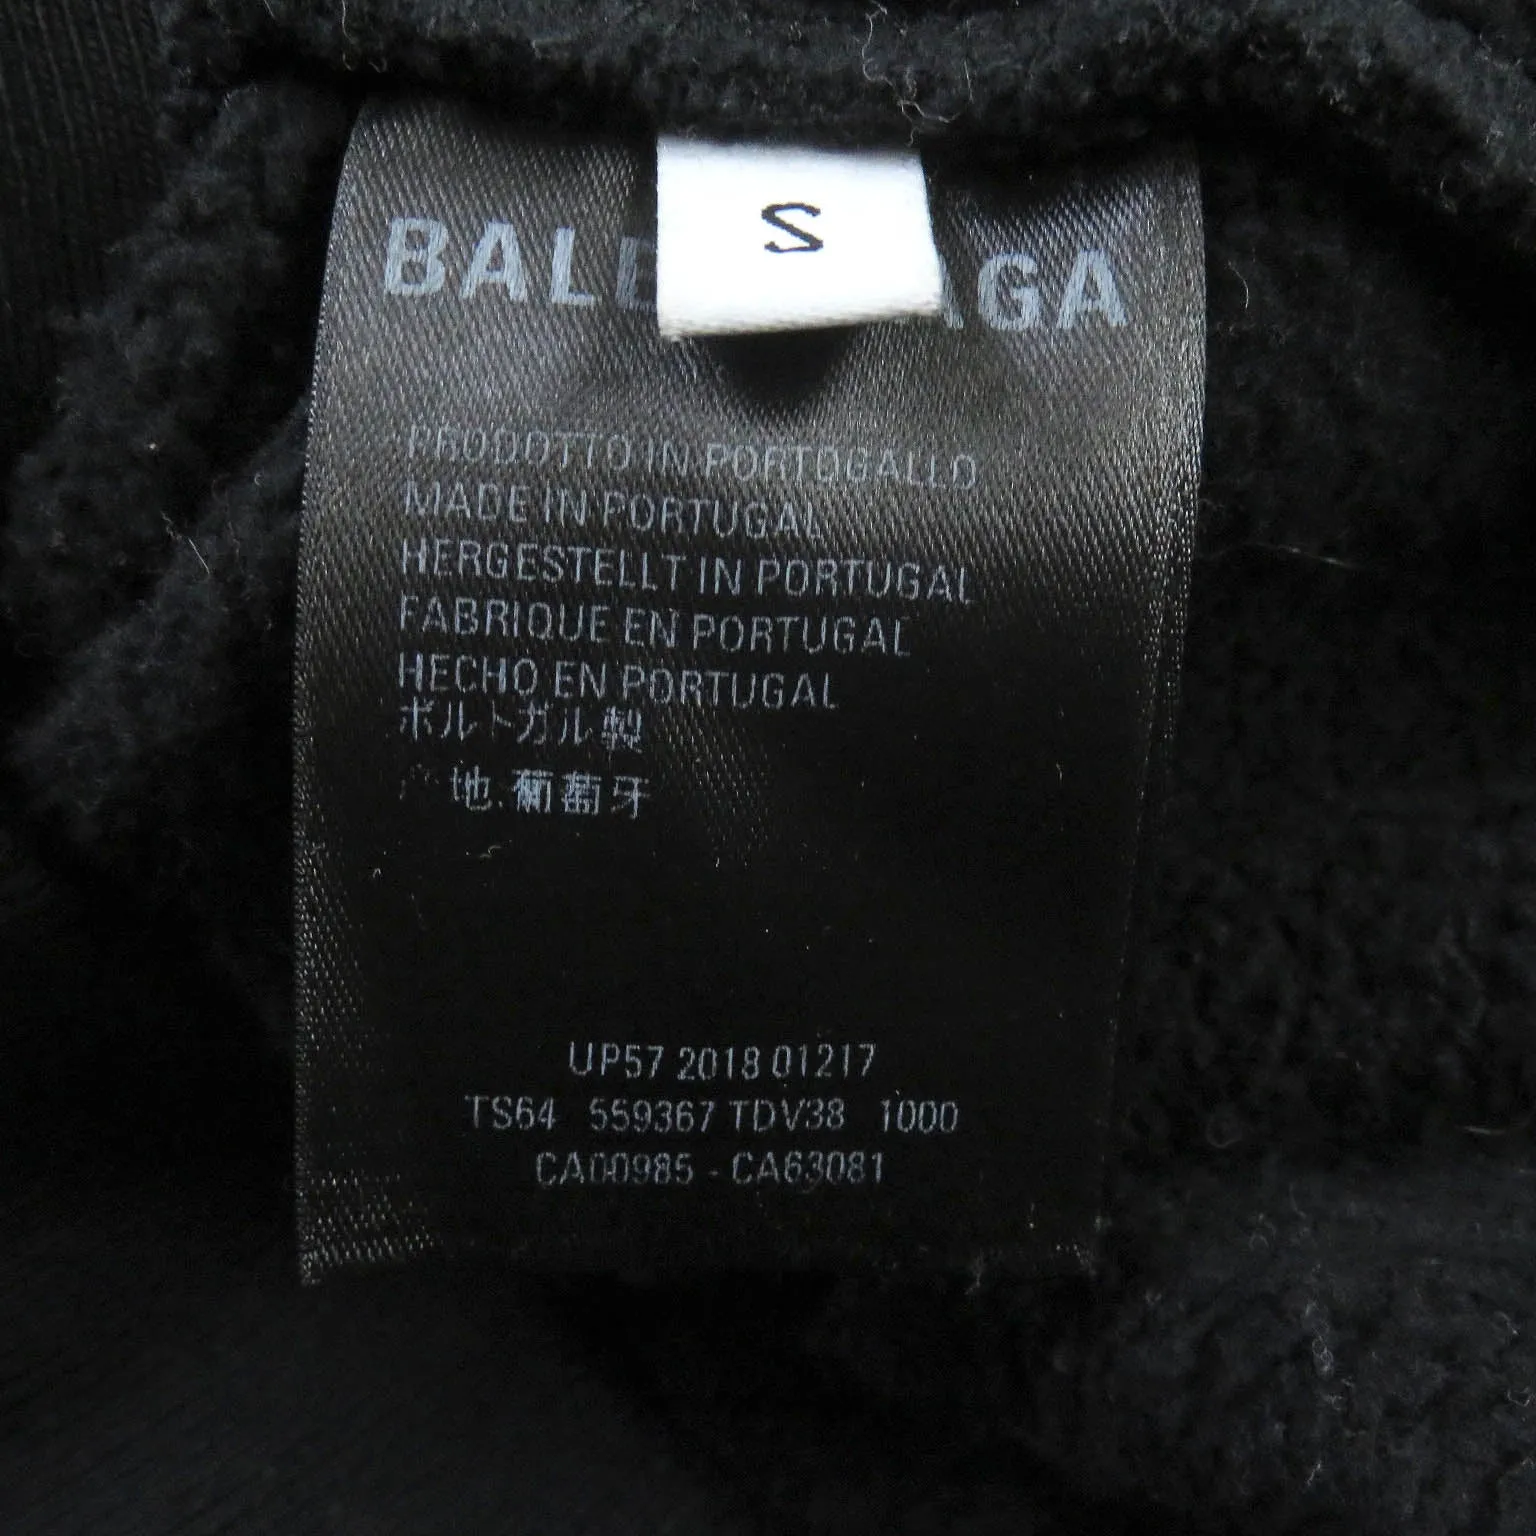 S
BALE AGA
PRODOTTO IN PORTOGALLO
MADE IN PORTUGAL
HERGESTELLT IN PORTUGAL
FABRIQUE EN PORTUGAL
HECHO EN PORTUGAL
ポルトガル製
产地:葡萄牙
UP57 2018 01217
TS64 559367 TDV38 1000
CA00985 - CA63081